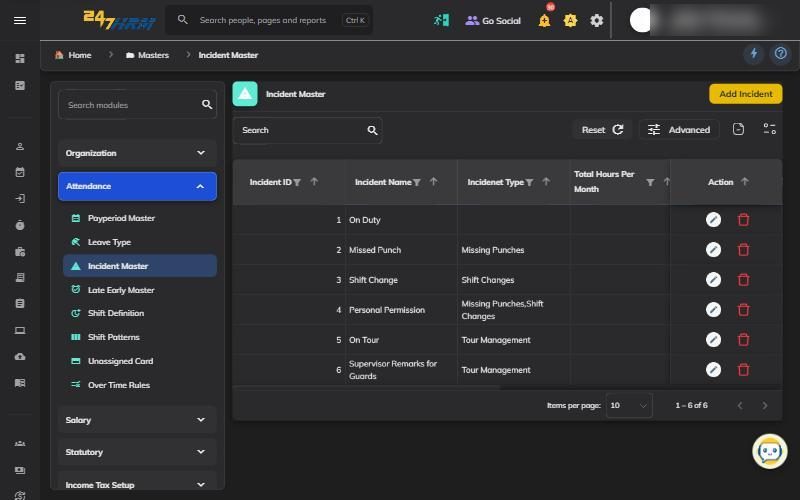 247HRM
Search people, pages and reports
Ctrl K
Go Social
Home
Masters
Incident Master
Search modules
Organization
Attendance
Payperiod Master
Leave Type
Incident Master
Late Early Master
Shift Definition
Shift Patterns
Unassigned Card
Over Time Rules
Salary
Statutory
Income Tax Setup
Incident Master
Add Incident
Search
Reset
Advanced
Incident ID Incident Name Incidenet Type Total Hours Per Month Action
1 On Duty
2 Missed Punch Missing Punches
3 Shift Change Shift Changes
4 Personal Permission Missing Punches,Shift
Changes
5 On Tour Tour Management
6 Supervisor Remarks for
Guards Tour Management
Items per page: 10 1 – 6 of 6